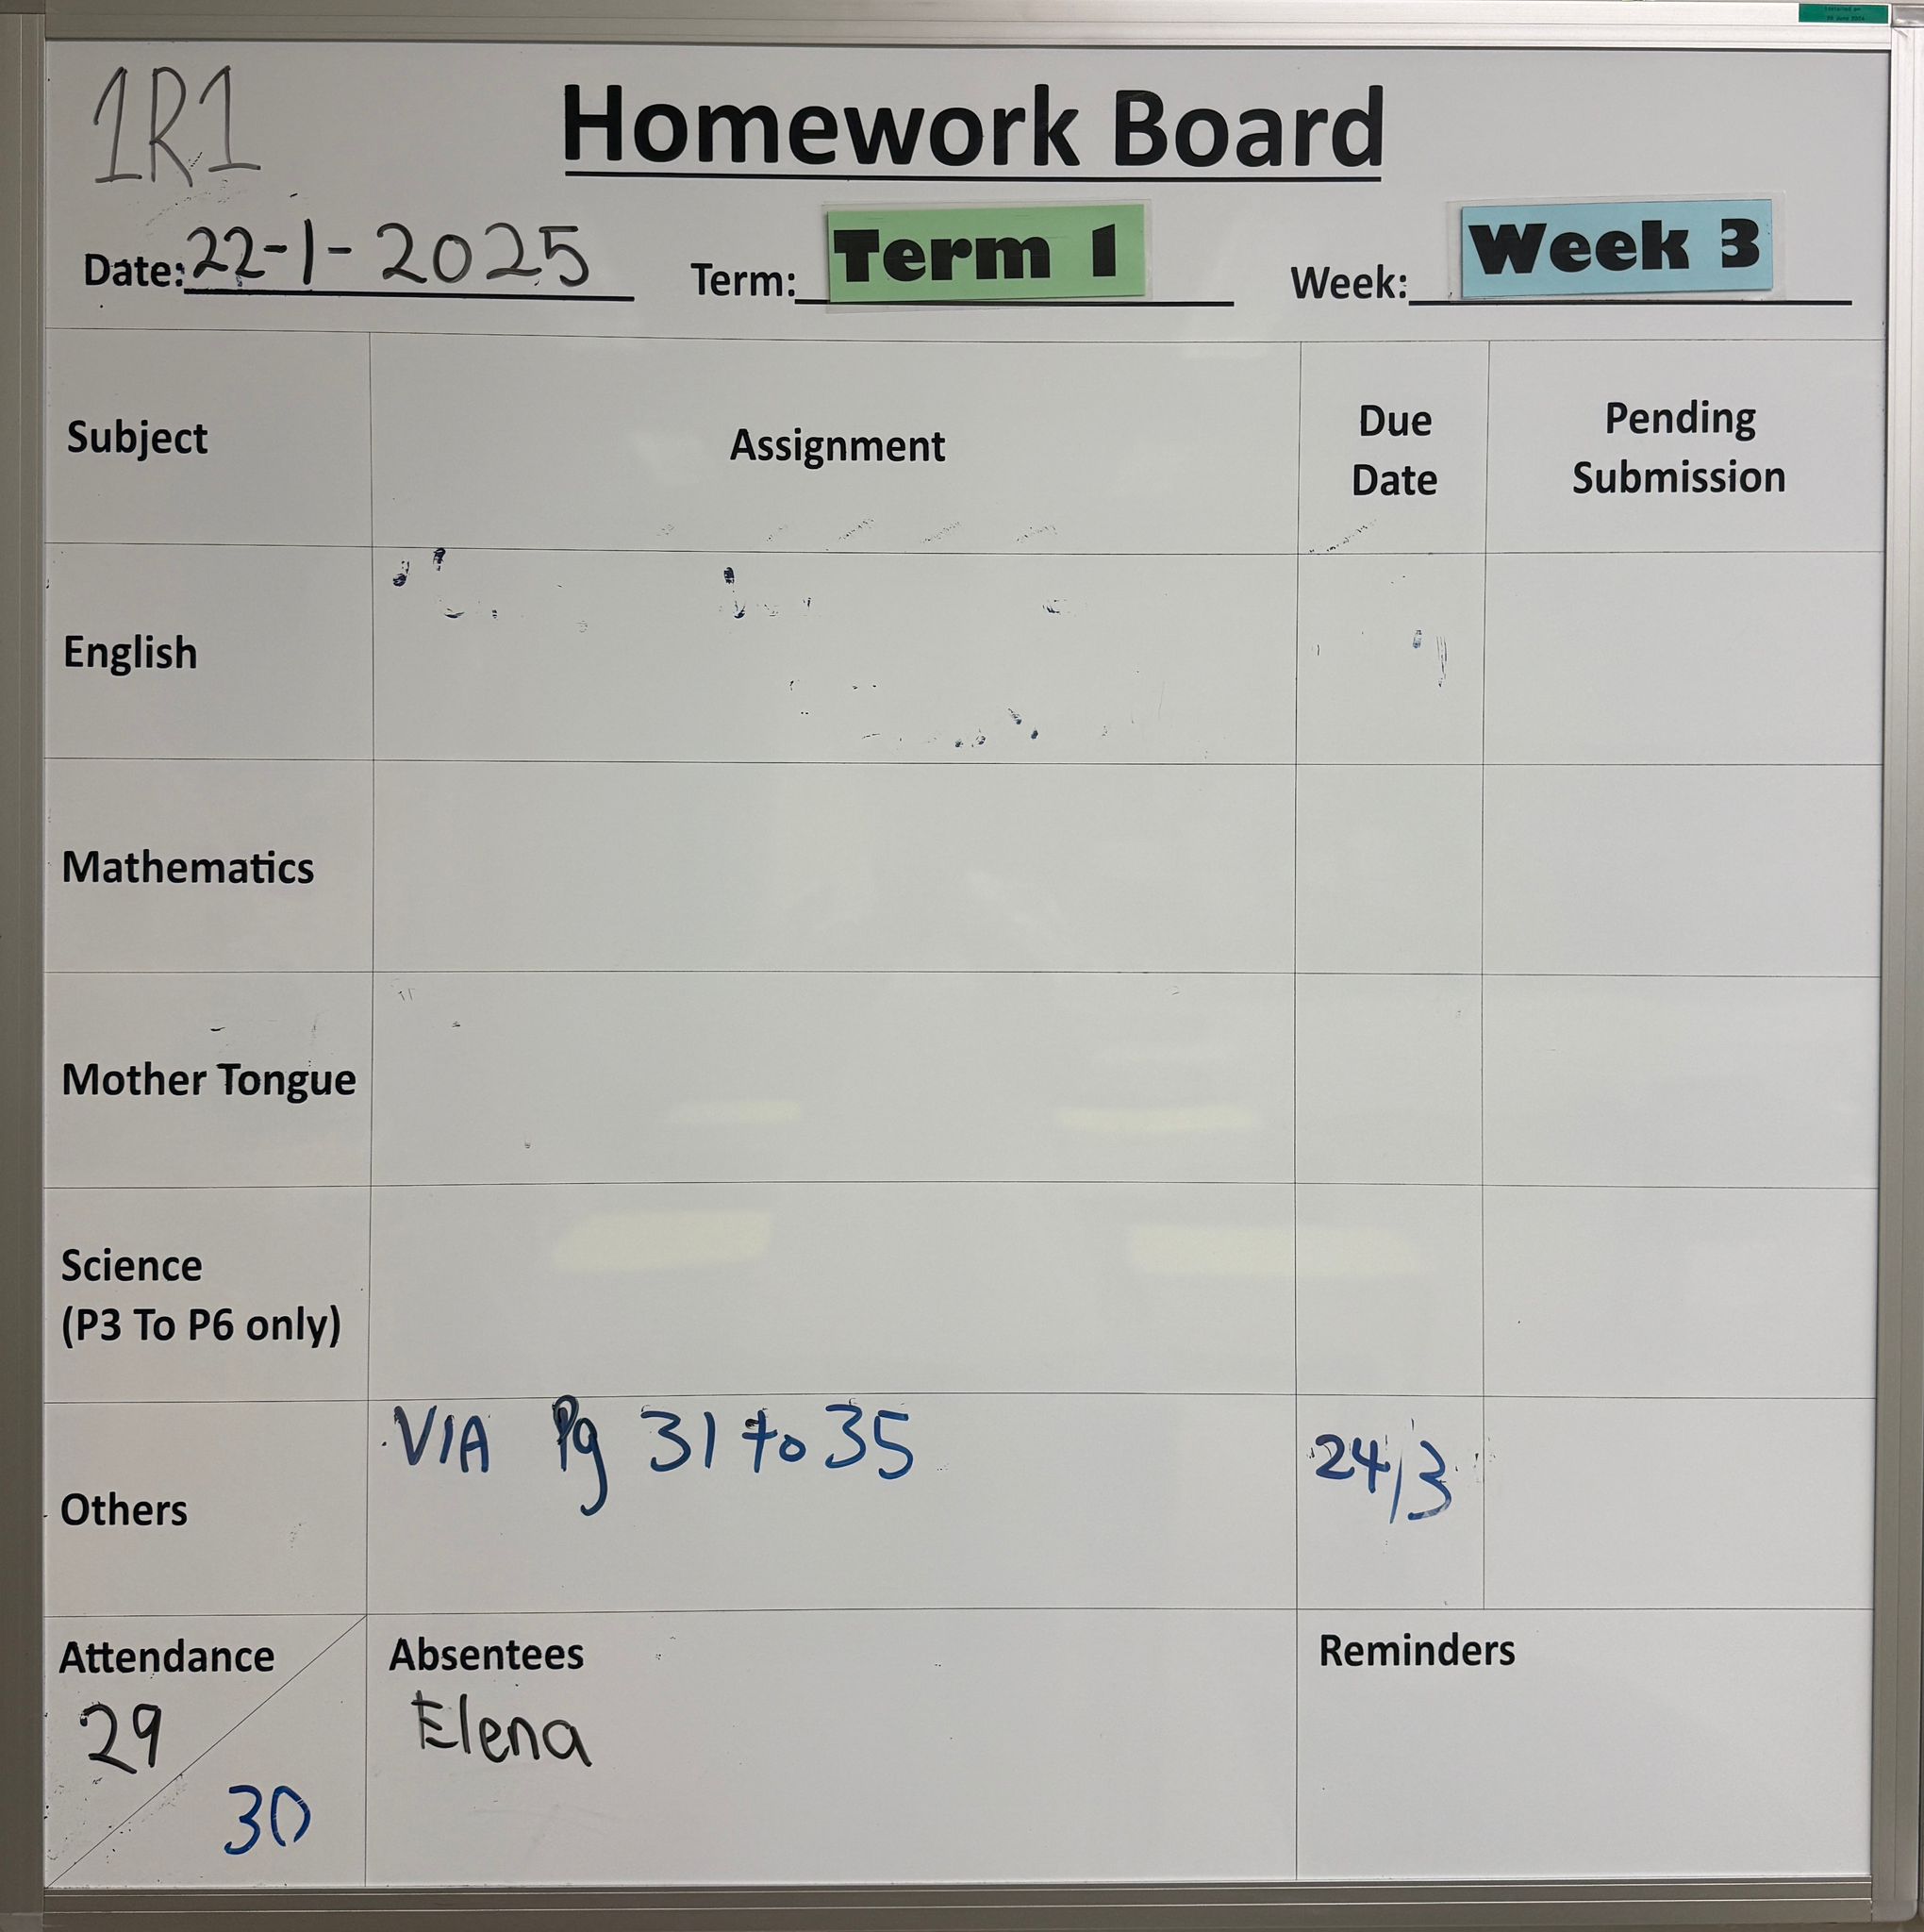 1R1
Homework Board
Date: 22-1-2025 Term: Term 1 Week: Week 3
Subject Assignment Due Date Pending Submission
English
Mathematics
Mother Tongue
Science
(P3 To P6 only)
Others VIA Pg 31 to 35 24/3
Attendance Absentees Reminders
29 Elena
30